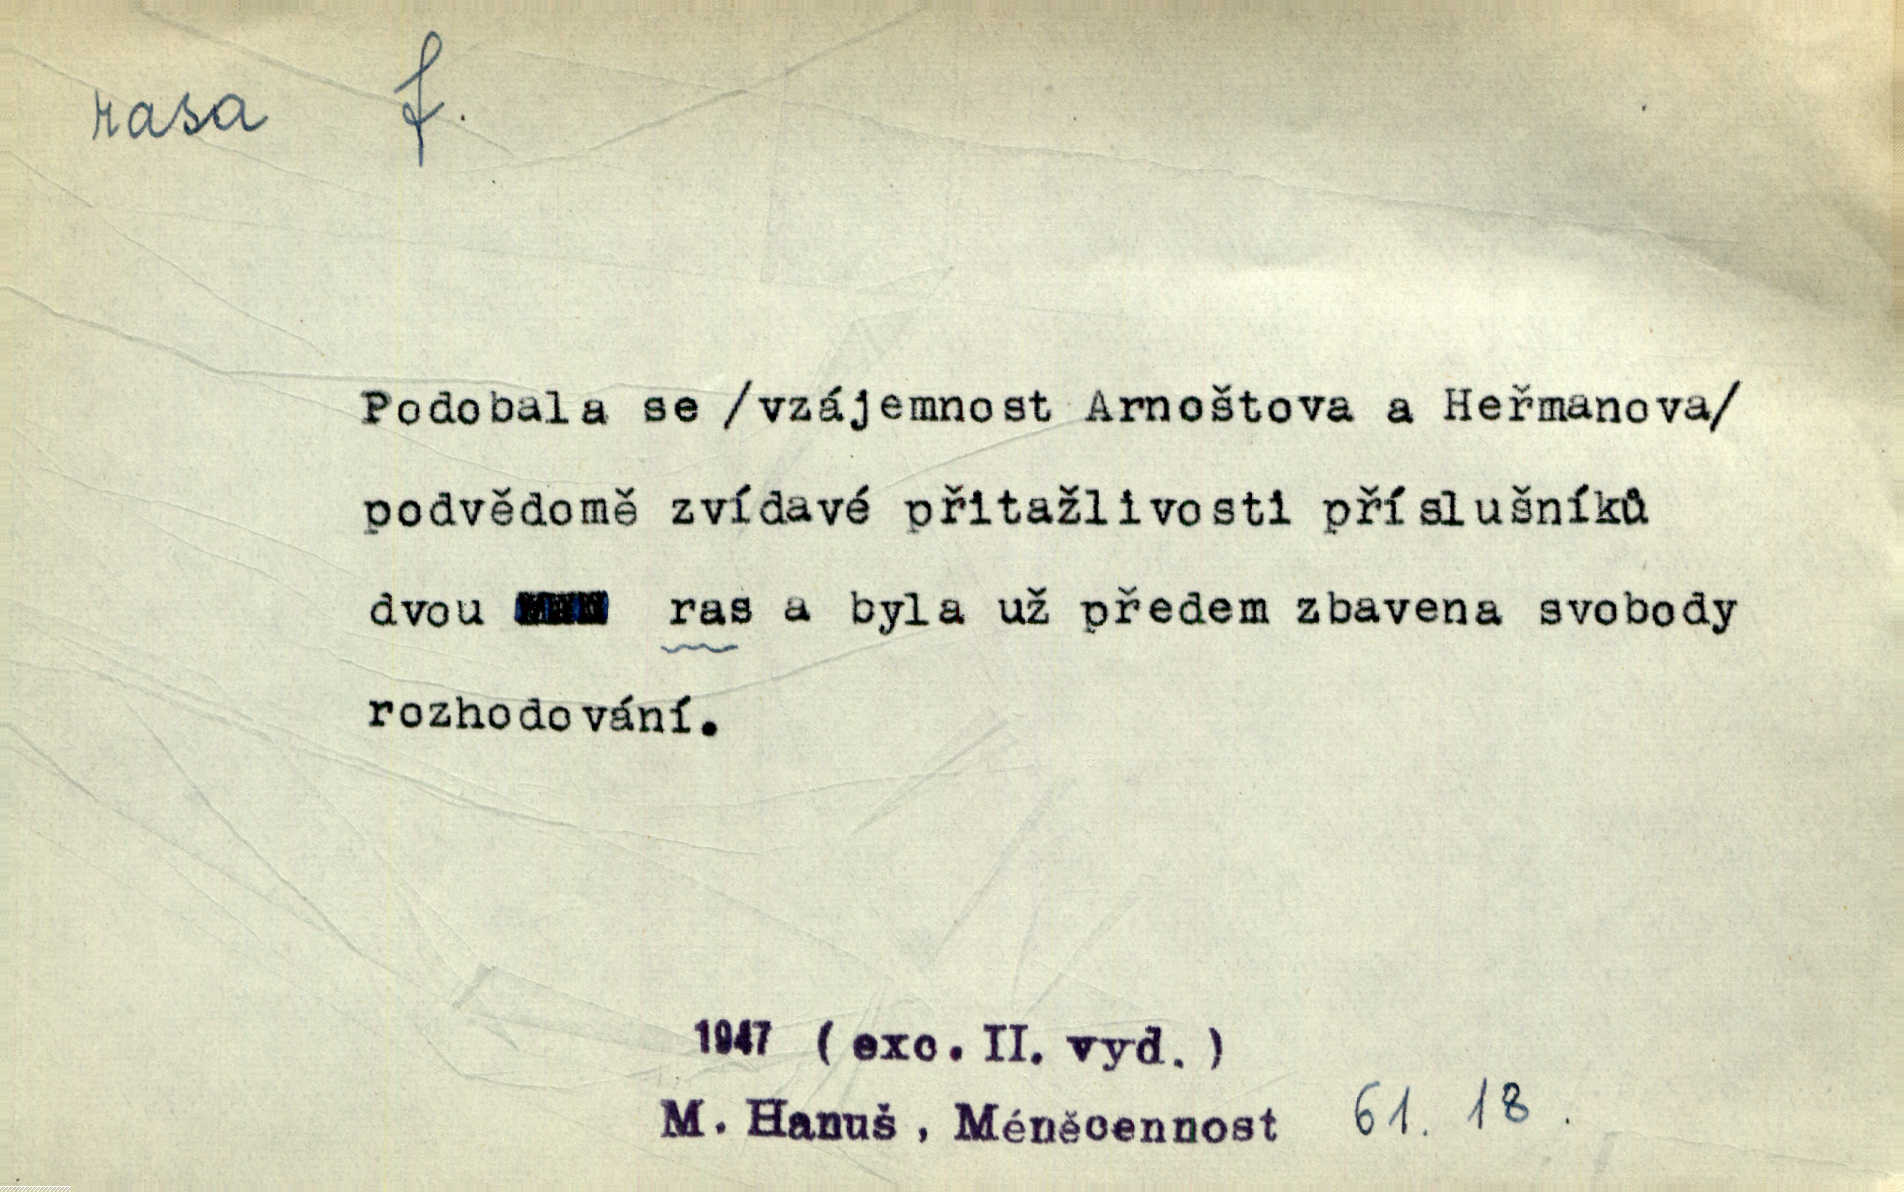 rasa f.
Podobala se /vzájemnost Arnoštova a Heřmanova/
podvědomě zvídavé přitažlivosti příslušníků
dvou ras a byla už předem zbavena svobody
rozhodování.
1947 (exc. II. vyd.)
M. Hanuš, Méněcennost 61. 18.